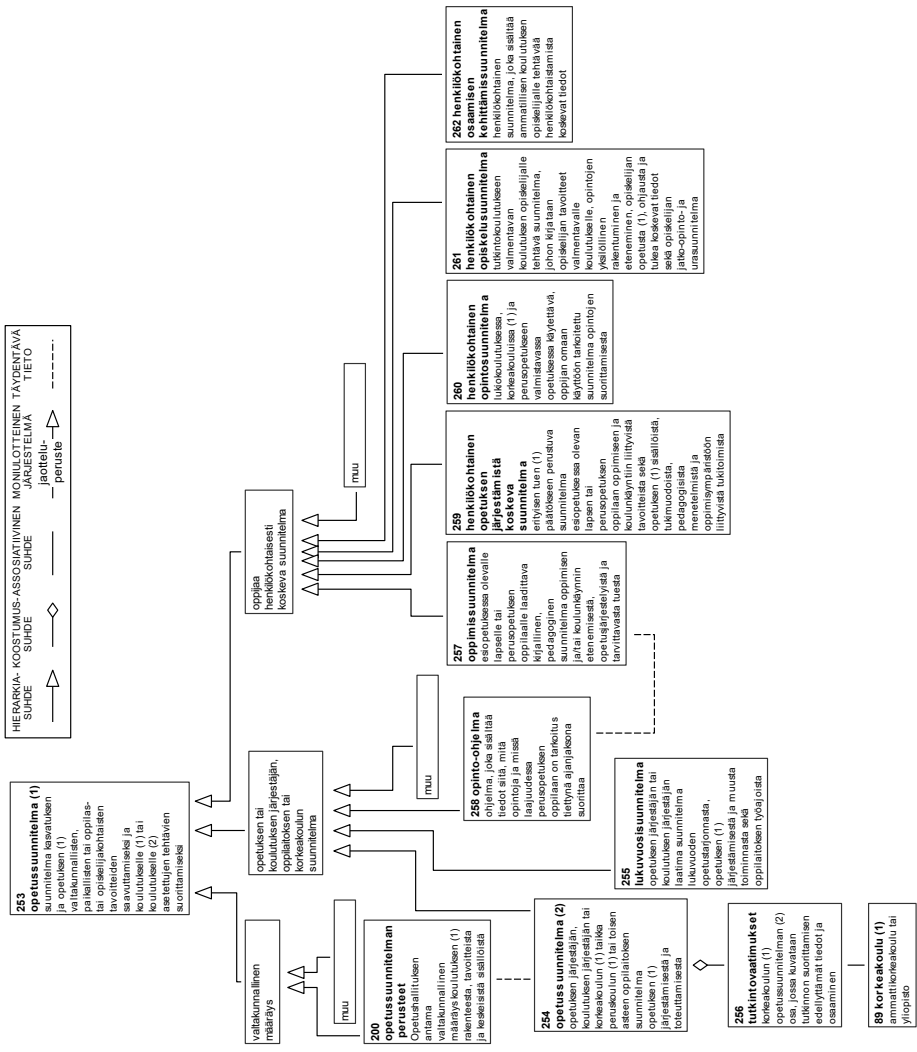 HIERARKIA- KOOSTUMUS- ASSOSIATIIVINEN MONIULOTTEINEN TÄYDENTÄVÄ
SUHDE SUHDE SUHDE JÄRJESTELMÄ TIETO
jaottelu-
peruste
253
opetussuunnitelma (1)
suunnitelma kasvatuksen
ja opetuksen (1)
valtakunnallisten,
paikallisten tai oppilas-
tai opiskelijakohtaisten
tavoitteiden
saavuttamiseksi ja
koulutukselle (1) tai
koulutukselle (2)
asetettujen tehtävien
suorittamiseksi
valtakunnallinen
määräys
opetuksen tai
koulutuksen järjestäjän,
oppilaitoksen tai
korkeakoulun
suunnitelma
oppijaa
henkilökohtaisesti
koskeva suunnitelma
muu
200
opetussuunnitelman
perusteet
Opetushallituksen
antama
valtakunnallinen
määräys koulutuksen (1)
rakenteesta, tavoitteista
ja keskeisistä sisällöistä
254
opetussuunnitelma (2)
opetuksen järjestäjän,
koulutuksen järjestäjän tai
korkeakoulun (1) taikka
peruskoulun (1) tai toisen
asteen oppilaitoksen
suunnitelma
opetuksen (1)
järjestämisestä ja
toteuttamisesta
256
tutkintovaatimukset
korkeakoulun (1)
opetussuunnitelman (2)
osa, jossa kuvataan
tutkinnon suorittamisen
edellyttämät tiedot ja
osaaminen
89 korkeakoulu (1)
ammattikorkeakoulu tai
yliopisto
255
lukuvuosisuunnitelma
opetuksen järjestäjän tai
koulutuksen järjestäjän
laatima suunnitelma
lukuvuoden
opetustarjonnasta,
opetuksen (1)
järjestämisestä ja muusta
toiminnasta sekä
oppilaitoksen työajoista
258 opinto-ohjelma
ohjelma, joka sisältää
tiedot siitä, mitä
opintoja ja missä
laajuudessa
perusopetuksen
oppilaan on tarkoitus
tiettynä ajanjaksona
suorittaa
muu
257
oppimissuunnitelma
esiopetuksessa olevalle
lapselle tai
perusopetuksen
oppilaalle laadittava
kirjallinen,
pedagoginen
suunnitelma oppimisen
ja/tai koulunkäynnin
etenemisestä,
opetusjärjestelyistä ja
tarvittavasta tuesta
259
henkilökohtainen
opetuksen
järjestämistä
koskeva
suunnitelma
erityisen tuen (1)
päätökseen perustuva
suunnitelma
esiopetuksessa olevan
lapsen tai
perusopetuksen
oppilaan oppimiseen ja
koulunkäyntiin liittyvistä
tavoitteista sekä
opetuksen (1) sisällöistä,
tukimuodoista,
pedagogisista
menetelmistä ja
oppimisympäristöön
liittyvistä tukitoimista
260
henkilökohtainen
opintosuunnitelma
lukiokoulutuksessa,
korkeakouluissa (1) ja
perusopetukseen
valmistavassa
opetuksessa käytettävä,
oppijan omaan
käyttöön tarkoitettu
suunnitelma opintojen
suorittamisesta
muu
261
henkilökohtainen
opiskelusuunnitelma
tutkintokoulutukseen
valmentavan
koulutuksen opiskelijalle
tehtävä suunnitelma,
johon kirjataan
opiskelijan tavoitteet
valmentavalle
koulutukselle, opintojen
yksilöllinen
rakentuminen ja
eteneminen, opiskelijan
opetusta (1), ohjausta ja
tukea koskevat tiedot
sekä opiskelijan
jatko-opinto- ja
urasuunnitelma
262 henkilökohtainen
osaamisen
kehittämissuunnitelma
henkilökohtainen
suunnitelma, joka sisältää
ammatillisen koulutuksen
opiskelijalle tehtävää
henkilökohtaistamista
koskevat tiedot